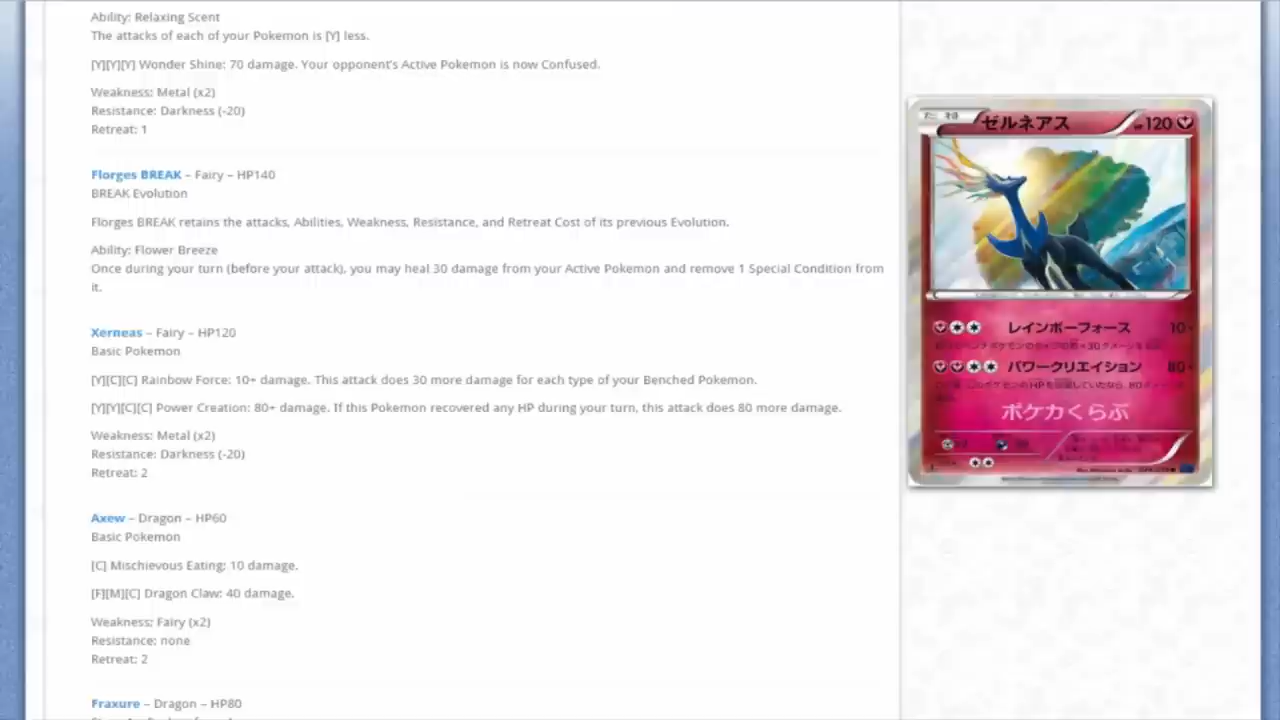 Ability: Relaxing Scent
The attacks of each of your Pokemon is [Y] less.
[Y][Y][Y] Wonder Shine: 70 damage. Your opponent's Active Pokemon is now Confused.
Weakness: Metal (x2)
Resistance: Darkness (-20)
Retreat: 1
Florges BREAK – Fairy – HP140
BREAK Evolution
Florges BREAK retains the attacks, Abilities, Weakness, Resistance, and Retreat Cost of its previous Evolution.
Ability: Flower Breeze
Once during your turn (before your attack), you may heal 30 damage from your Active Pokemon and remove 1 Special Condition from
it.
Xerneas – Fairy – HP120
Basic Pokemon
[Y][C][C] Rainbow Force: 10+ damage. This attack does 30 more damage for each type of your Benched Pokemon.
[Y][Y][C][C] Power Creation: 80+ damage. If this Pokemon recovered any HP during your turn, this attack does 80 more damage.
Weakness: Metal (x2)
Resistance: Darkness (-20)
Retreat: 2
Axew – Dragon – HP60
Basic Pokemon
[C] Mischievous Eating: 10 damage.
[F][M][C] Dragon Claw: 40 damage.
Weakness: Fairy (x2)
Resistance: none
Retreat: 2
Fraxure – Dragon – HP80
ゼルネアス 120
レインボーフォース 10+
パワークリエイション 80+
ポケカくらぶ